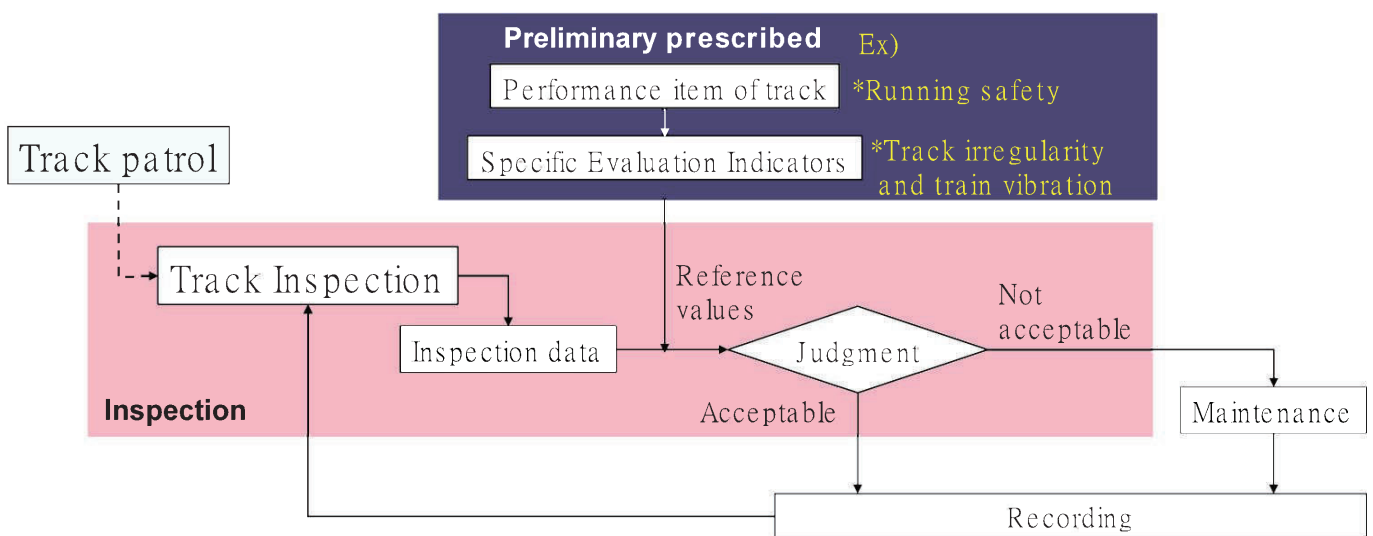 Preliminary prescribed
Ex)
Performance item of track
*Running safety
Specific Evaluation Indicators
*Track irregularity
and train vibration
Track patrol
Track Inspection
Reference
values
Not
acceptable
Inspection data
Judgment
Inspection
Acceptable
Maintenance
Recording